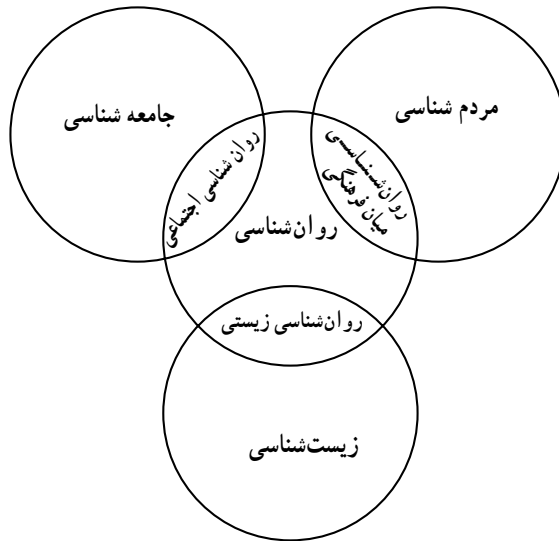 مردم شناسی
جامعه شناسی
روان‌شناسی
میان فرهنگی
روان‌شناسی اجتماعی
روان‌شناسی
روان‌شناسی زیستی
زیست‌شناسی